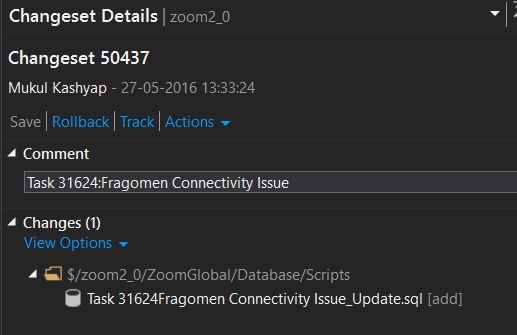 Changeset Details | zoom2_0
Changeset 50437
Mukul Kashyap - 27-05-2016 13:33:24
Save | Rollback | Track | Actions
Comment
Task 31624:Fragomen Connectivity Issue
Changes (1)
View Options
$/zoom2_0/ZoomGlobal/Database/Scripts
Task 31624Fragomen Connectivity Issue_Update.sql [add]